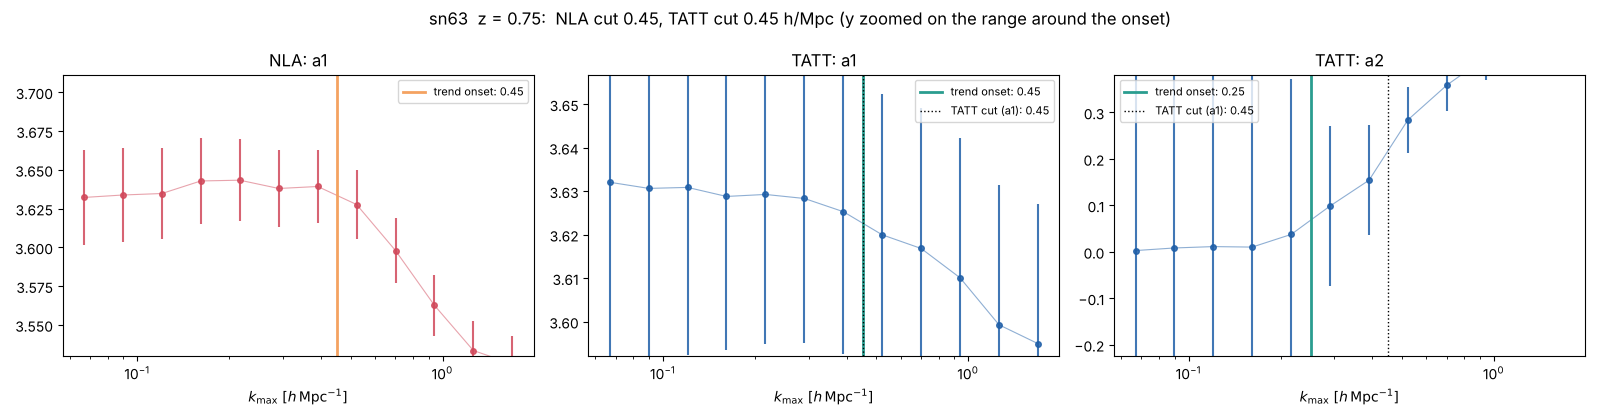 sn63 z = 0.75: NLA cut 0.45, TATT cut 0.45 h/Mpc (y zoomed on the range around the onset)
NLA: a1
trend onset: 0.45
3.700
3.675
3.650
3.625
3.600
3.575
3.550
10⁻¹
10⁰
k_max [h Mpc⁻¹]
TATT: a1
trend onset: 0.45
TATT cut (a1): 0.45
3.65
3.64
3.63
3.62
3.61
3.60
10⁻¹
10⁰
k_max [h Mpc⁻¹]
TATT: a2
trend onset: 0.25
TATT cut (a1): 0.45
0.3
0.2
0.1
0.0
−0.1
−0.2
10⁻¹
10⁰
k_max [h Mpc⁻¹]